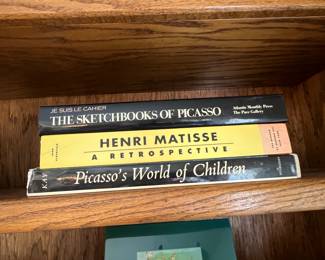 JE SUIS LE CAHIER
THE SKETCHBOOKS OF PICASSO
Atlantic Monthly Press
The Pace Gallery
HENRI MATISSE
A RETROSPECTIVE
KAY
Picasso's World of Children